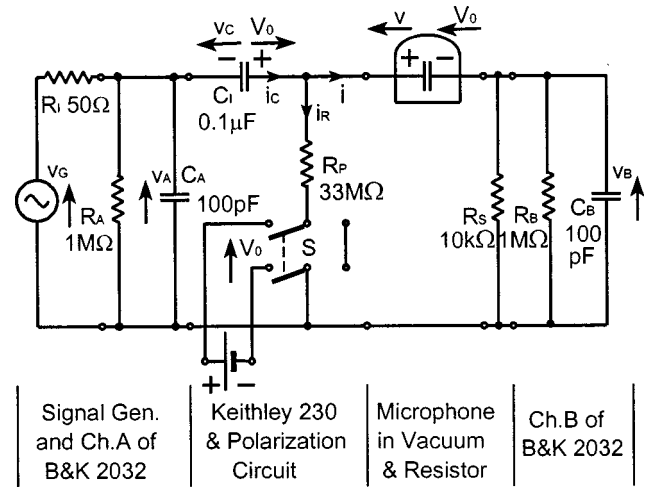 vC V0
v V0
− +
+ −
RI 50Ω
CI
0.1μF
iC
i
iR
vG
RA
1MΩ
vA
CA
100pF
RP
33MΩ
V0
S
RS
10kΩ
RB
1MΩ
CB
100
pF
vB
+ −
Signal Gen.
and Ch.A of
B&K 2032
Keithley 230
& Polarization
Circuit
Microphone
in Vacuum
& Resistor
Ch.B of
B&K 2032